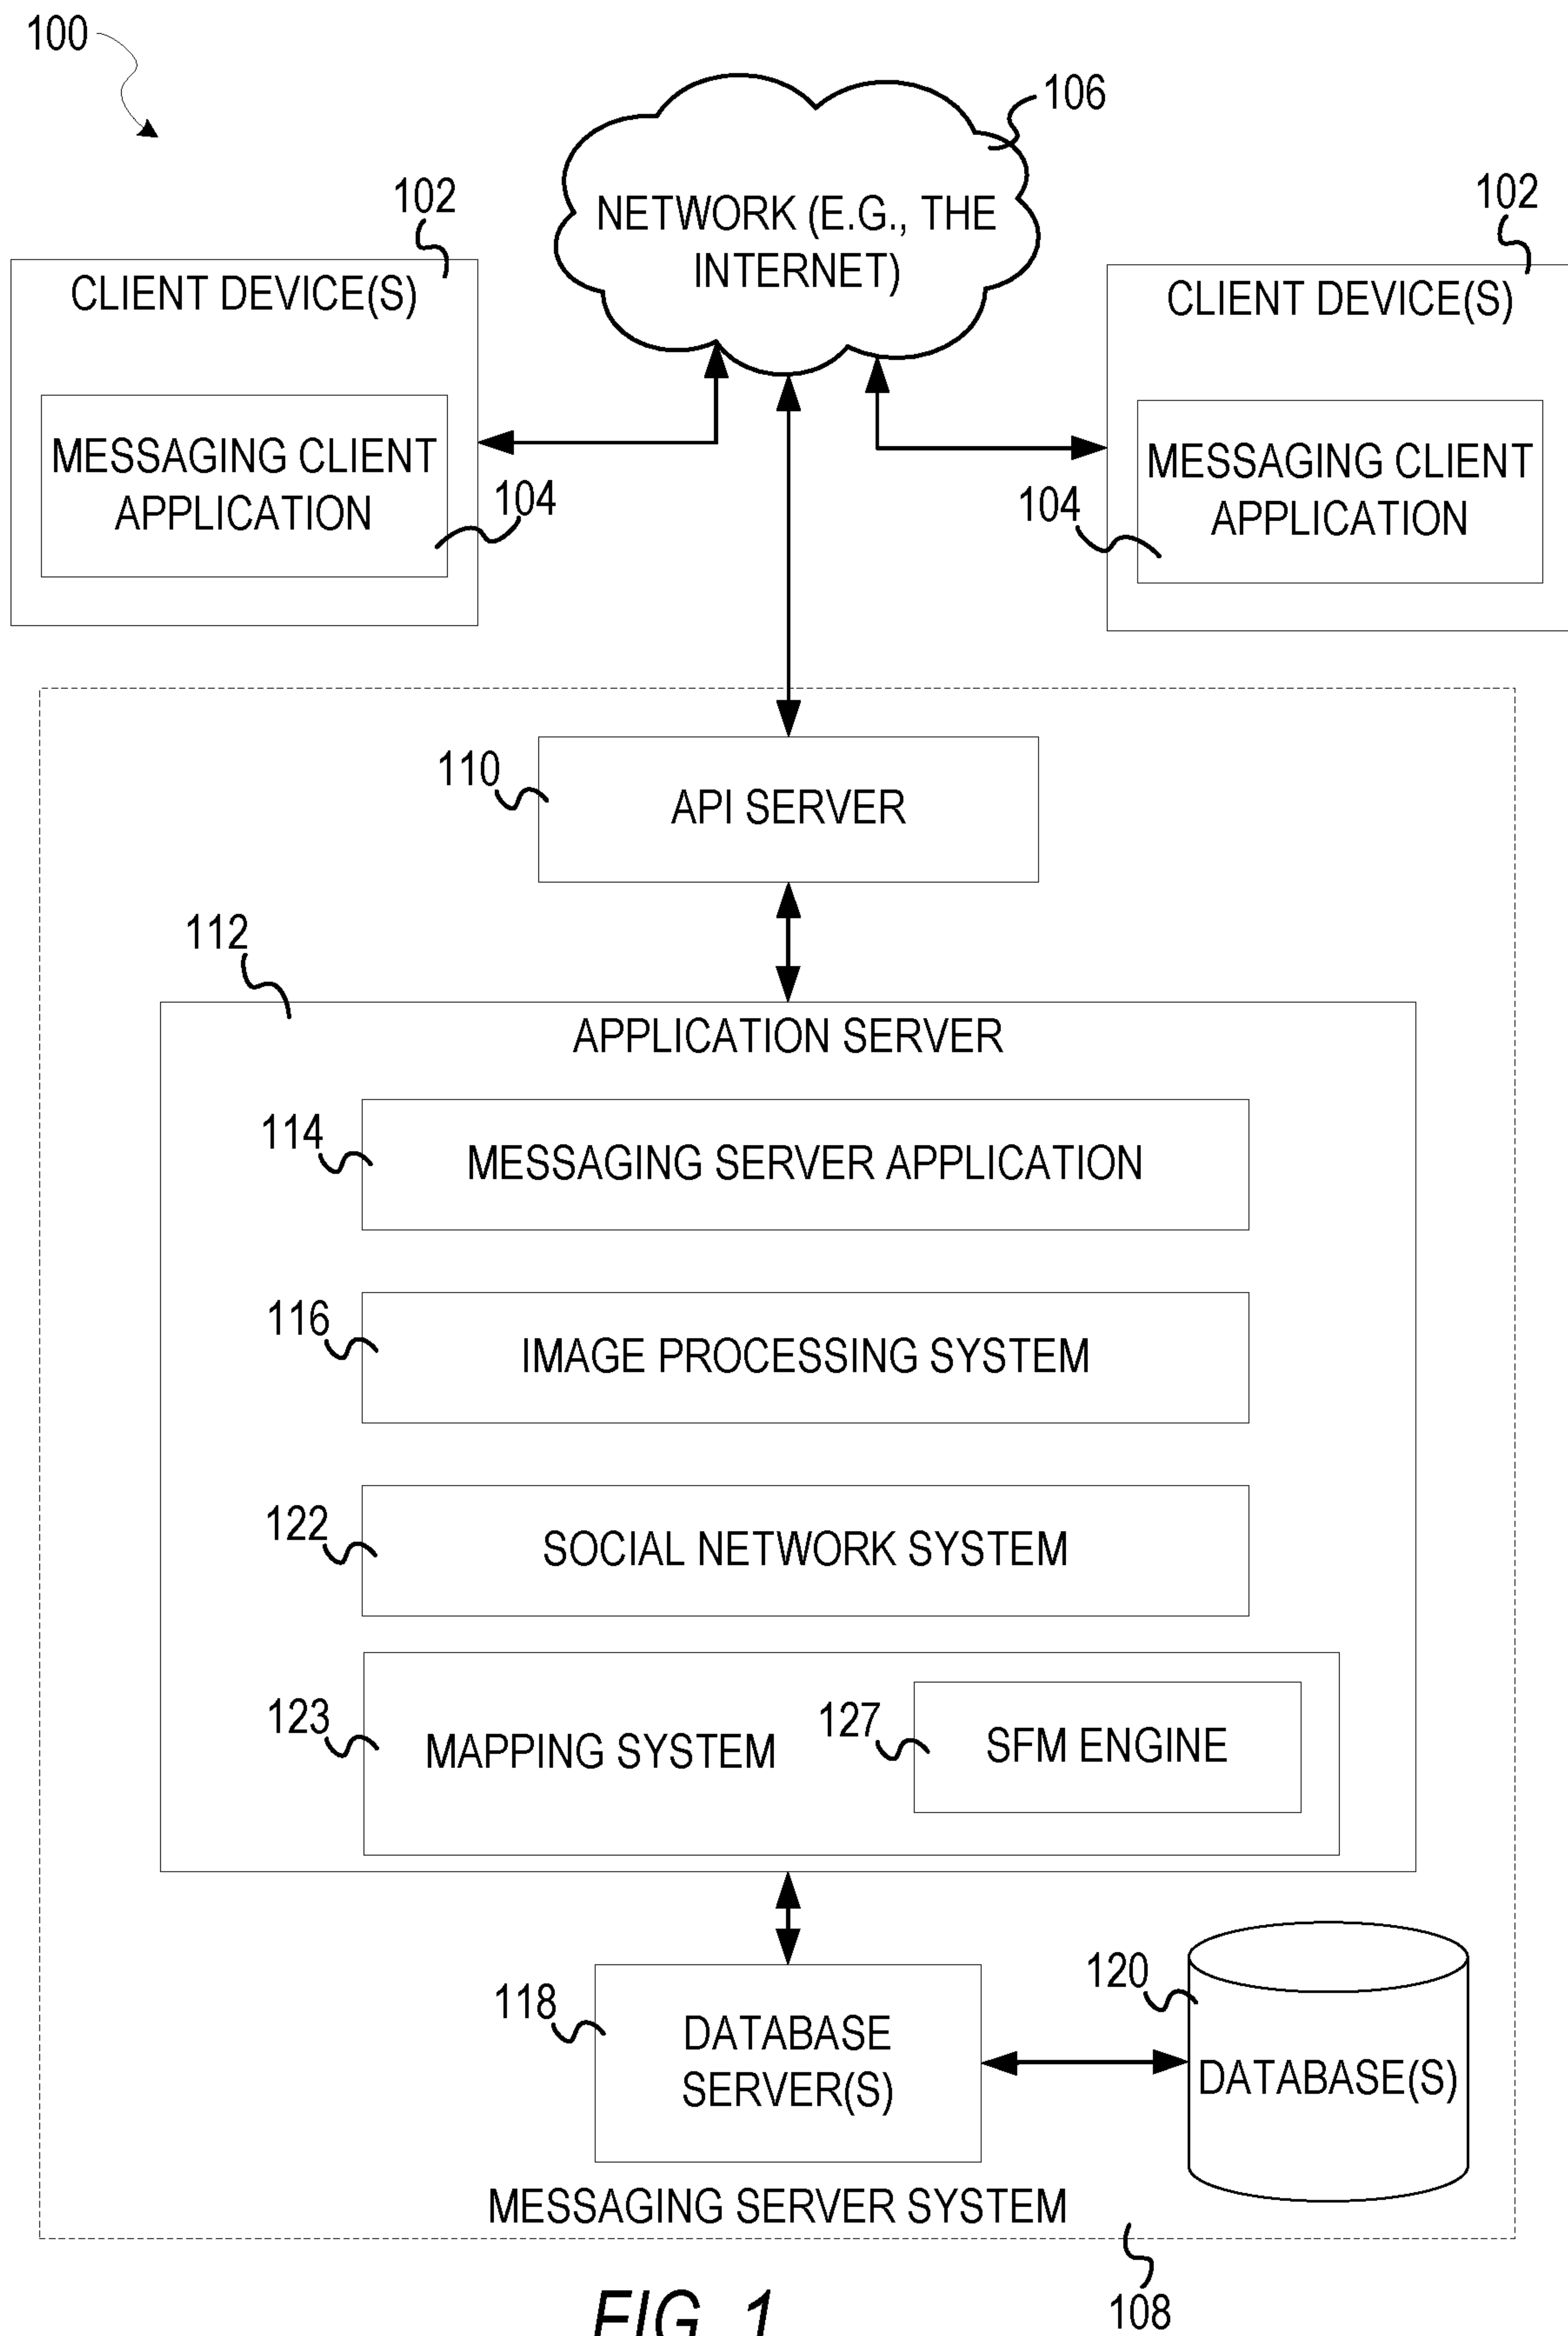 100
106
102
102
NETWORK (E.G., THE
INTERNET)
CLIENT DEVICE(S)
CLIENT DEVICE(S)
MESSAGING CLIENT
APPLICATION
104
104
MESSAGING CLIENT
APPLICATION
110
API SERVER
112
APPLICATION SERVER
114
MESSAGING SERVER APPLICATION
116
IMAGE PROCESSING SYSTEM
122
SOCIAL NETWORK SYSTEM
123
MAPPING SYSTEM
127
SFM ENGINE
118
DATABASE
SERVER(S)
120
DATABASE(S)
MESSAGING SERVER SYSTEM
108
FIG. 1